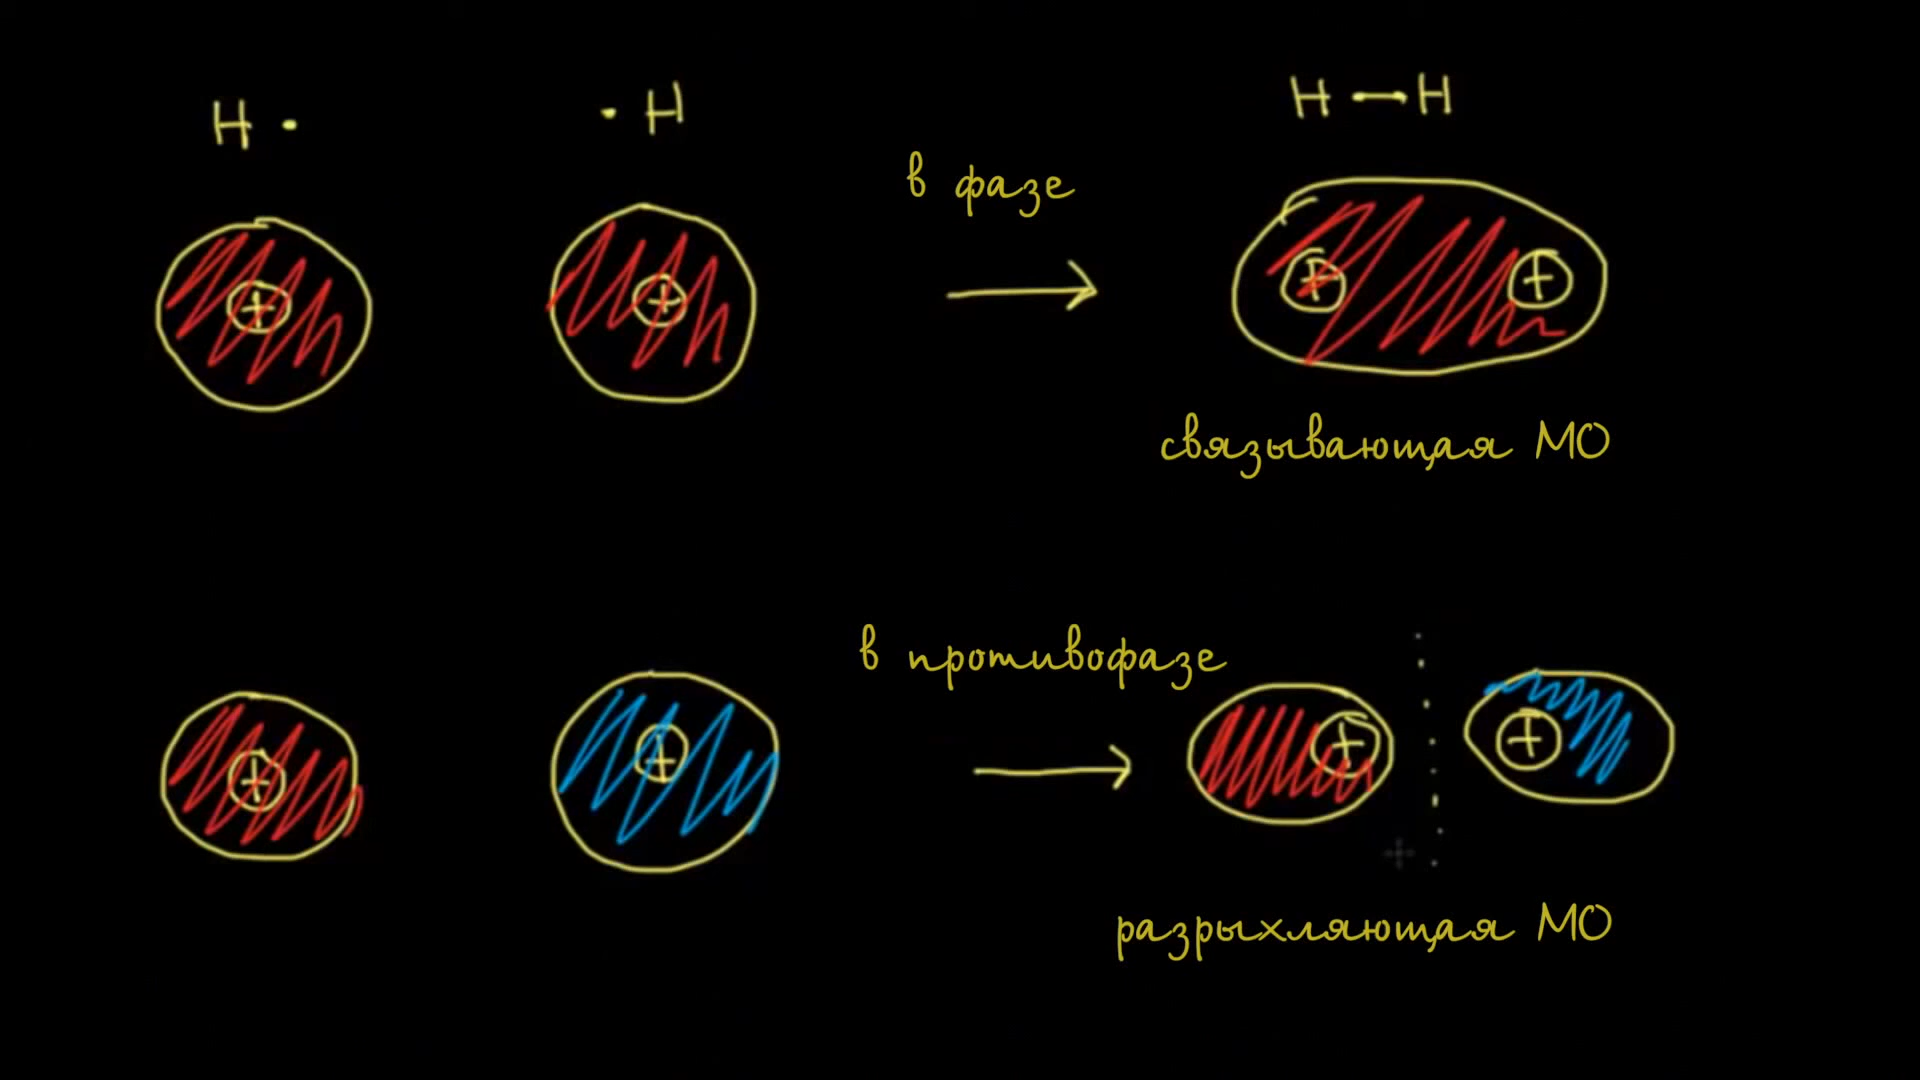 H · · H H—H
в фазе
+ + + +
связывающая МО
в противофазе
+ + + +
разрыхляющая МО